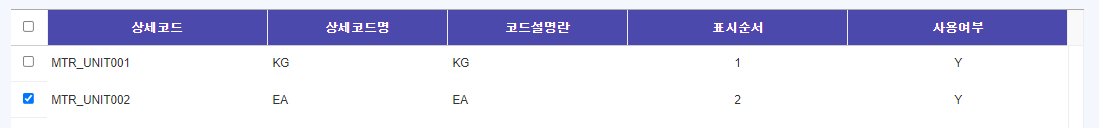 상세코드 상세코드명 코드설명란 표시순서 사용여부
MTR_UNIT001 KG KG 1 Y
MTR_UNIT002 EA EA 2 Y